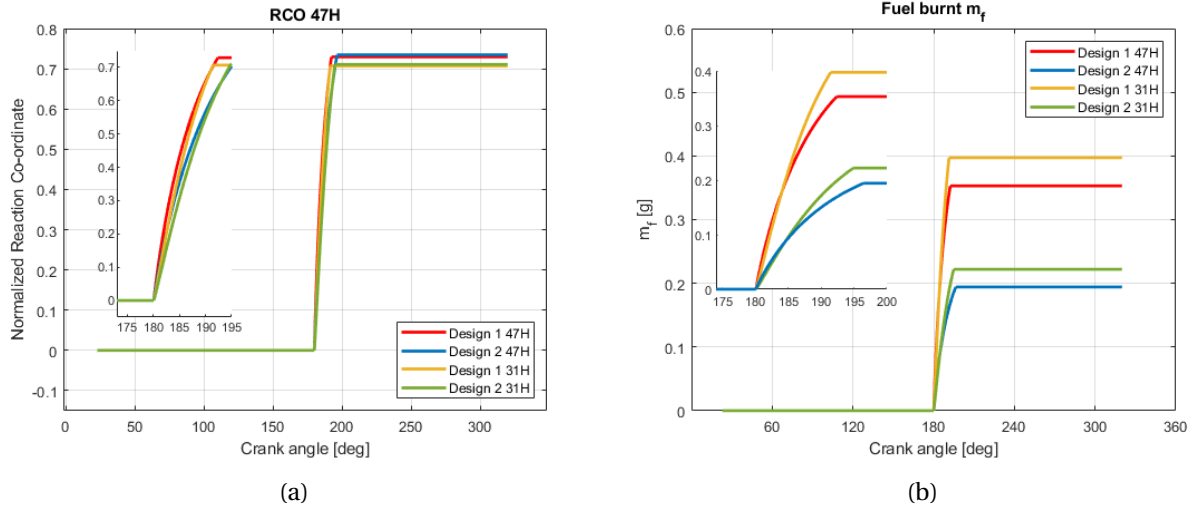 RCO 47H
Normalized Reaction Co-ordinate
0.8
0.7
0.6
0.5
0.4
0.3
0.2
0.1
0
-0.1
0.7
0.6
0.5
0.4
0.3
0.2
0.1
0
175 180 185 190 195
Design 1 47H
Design 2 47H
Design 1 31H
Design 2 31H
0 50 100 150 200 250 300
Crank angle [deg]
(a)
Fuel burnt m_f
m_f [g]
0.6
0.5
0.4
0.3
0.2
0.1
0
0.4
0.3
0.2
0.1
0
175 180 185 190 195 200
Design 1 47H
Design 2 47H
Design 1 31H
Design 2 31H
60 120 180 240 300 360
Crank angle [deg]
(b)